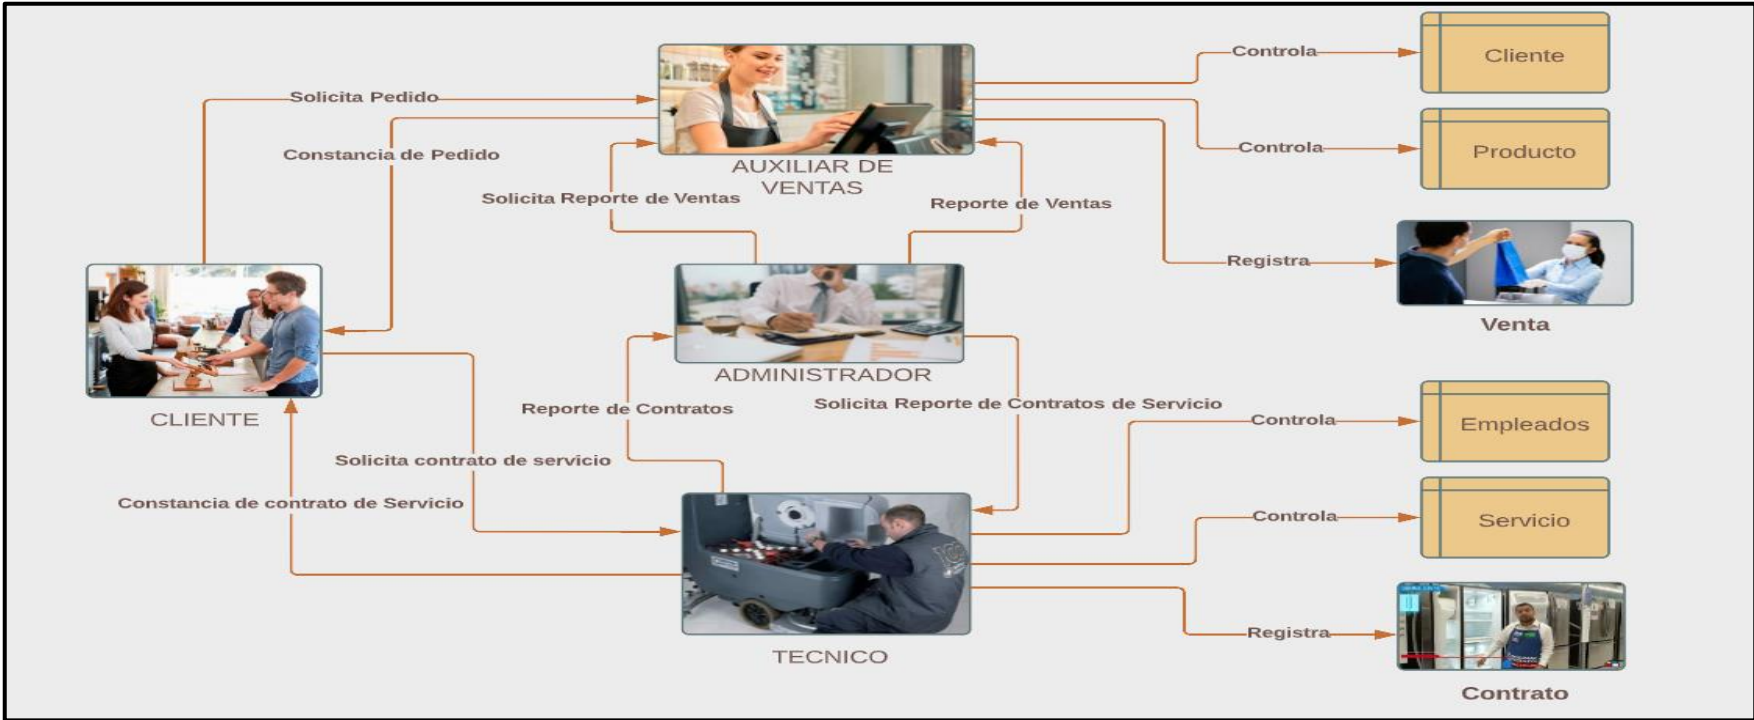 Controla
Cliente
Solicita Pedido
Constancia de Pedido
Controla
Producto
AUXILIAR DE
VENTAS
Solicita Reporte de Ventas
Reporte de Ventas
Registra
Venta
ADMINISTRADOR
CLIENTE
Reporte de Contratos
Solicita Reporte de Contratos de Servicio
Controla
Empleados
Solicita contrato de servicio
Constancia de contrato de Servicio
Controla
Servicio
Registra
TECNICO
Contrato